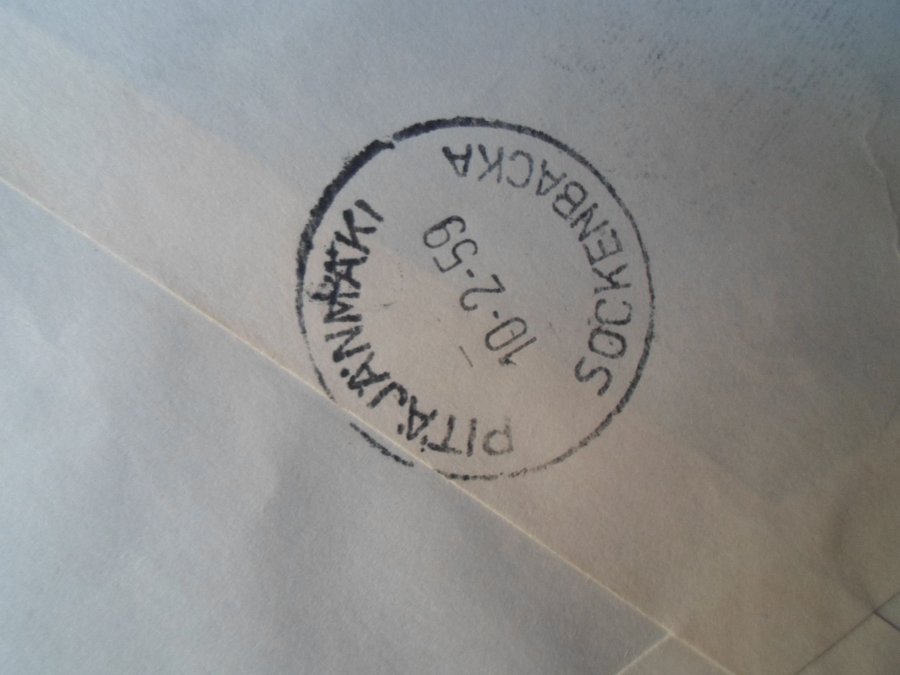 PITÄJÄNMÄKI
10.-2.-59
SOCKENBACKA